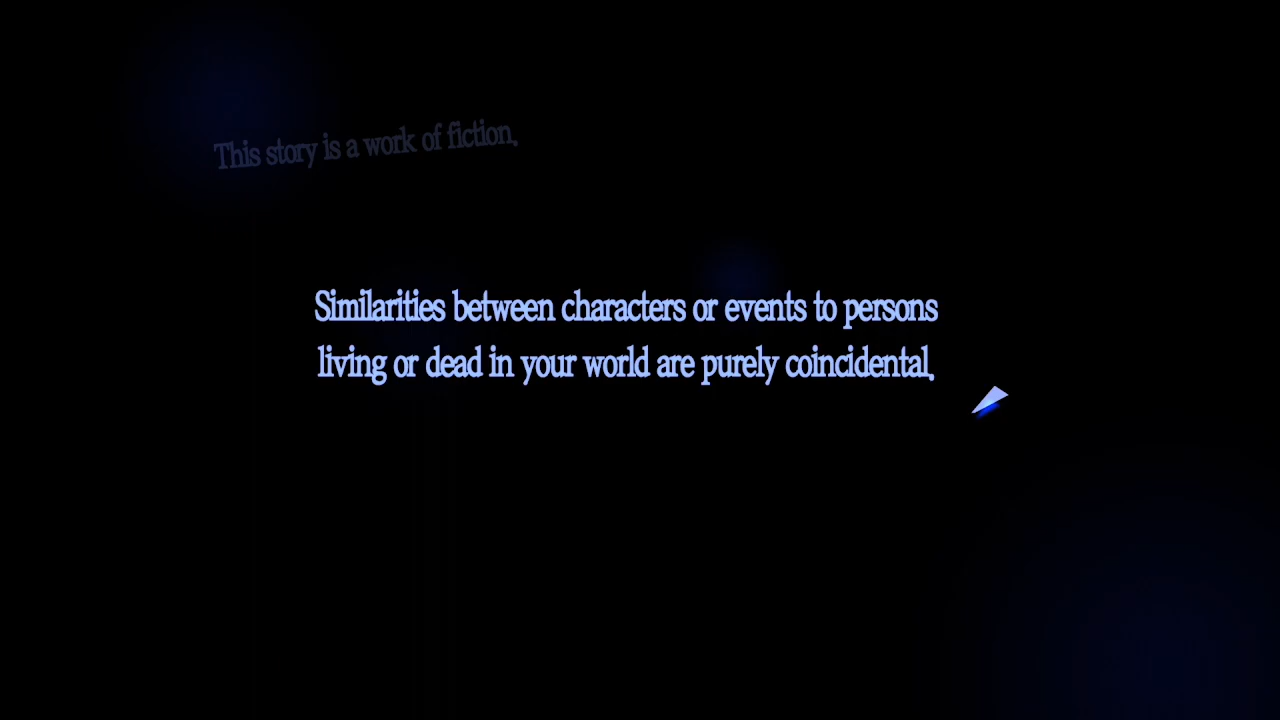 This story is a work of fiction.
Similarities between characters or events to persons
living or dead in your world are purely coincidental.